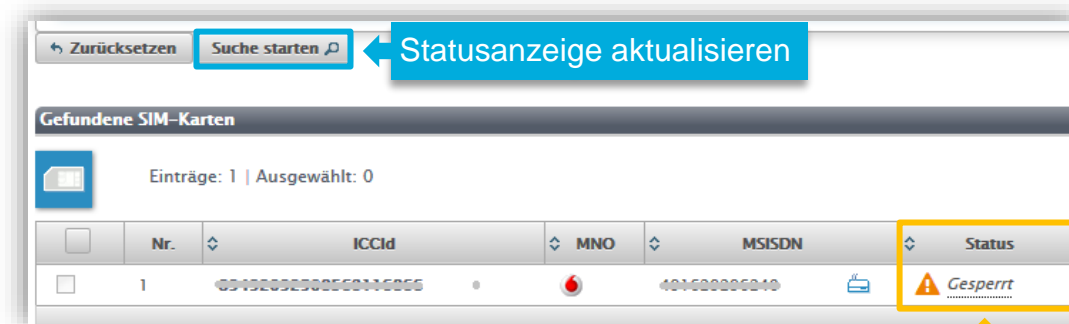 Zurücksetzen Suche starten Statusanzeige aktualisieren
Gefundene SIM-Karten
Einträge: 1 | Ausgewählt: 0
Nr. ICCId MNO MSISDN Status
1 Gesperrt